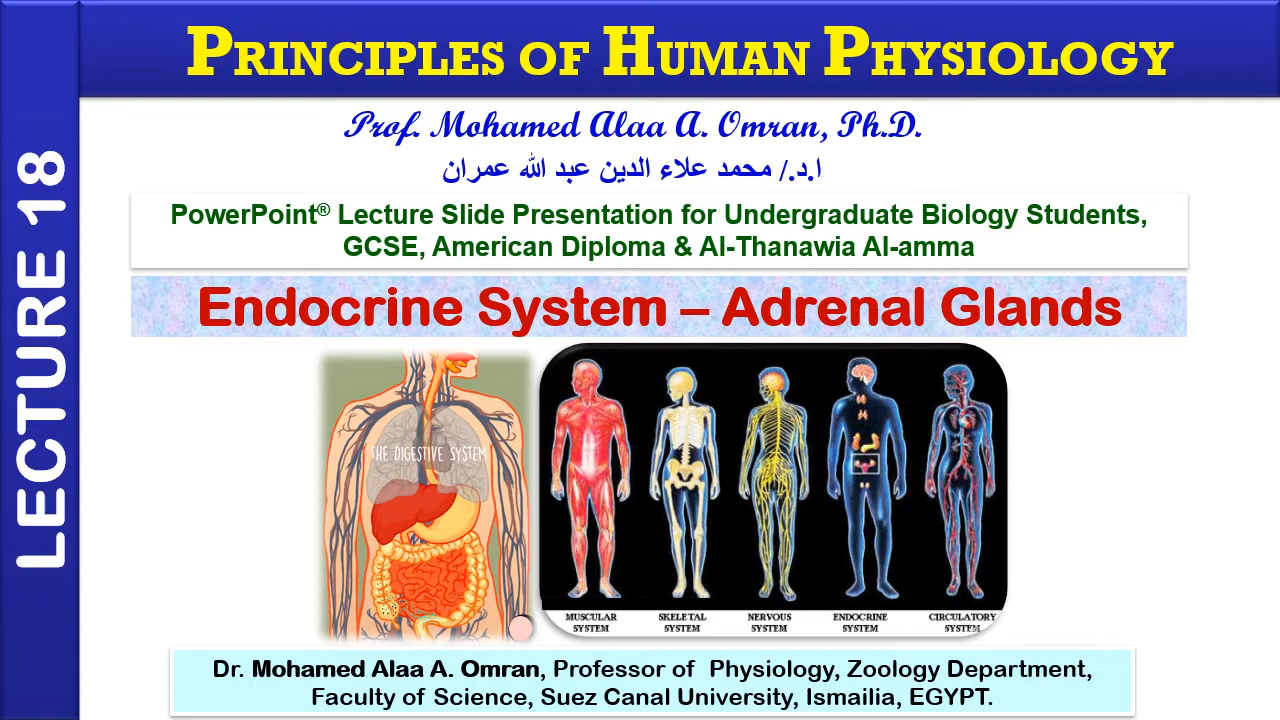 PRINCIPLES OF HUMAN PHYSIOLOGY
LECTURE 18
Prof. Mohamed Alaa A. Omran, Ph.D.
ا.د./ محمد علاء الدين عبد الله عمران
PowerPoint® Lecture Slide Presentation for Undergraduate Biology Students,
GCSE, American Diploma & Al-Thanawia Al-amma
Endocrine System – Adrenal Glands
THE DIGESTIVE SYSTEM
MUSCULAR SYSTEM
SKELETAL SYSTEM
NERVOUS SYSTEM
ENDOCRINE SYSTEM
CIRCULATORY SYSTEM
Dr. Mohamed Alaa A. Omran, Professor of Physiology, Zoology Department,
Faculty of Science, Suez Canal University, Ismailia, EGYPT.